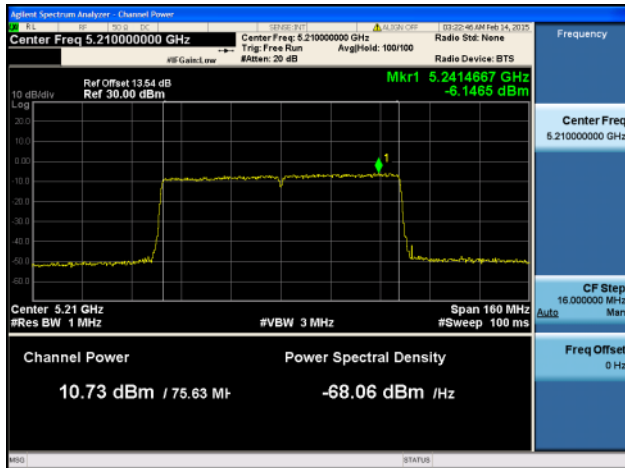 Agilent Spectrum Analyzer - Channel Power
RL RF 50 Ω DC SENSE:INT ALIGN OFF 03:22:46 AM Feb 14, 2015
Center Freq 5.210000000 GHz Center Freq: 5.210000000 GHz Radio Std: None Frequency
Trig: Free Run Avg|Hold: 100/100
#IFGain:Low #Atten: 20 dB Radio Device: BTS
Ref Offset 13.54 dB Mkr1 5.2414667 GHz
10 dB/div Ref 30.00 dBm -6.1465 dBm
Log
20.0
10.0
0.00
-10.0
-20.0
-30.0
-40.0
-50.0
-60.0
1
Center Freq
5.210000000 GHz
Center 5.21 GHz Span 160 MHz
#Res BW 1 MHz #VBW 3 MHz #Sweep 100 ms
CF Step
16.000000 MHz
Auto Man
Channel Power Power Spectral Density
10.73 dBm / 75.63 MH -68.06 dBm /Hz
Freq Offset
0 Hz
MSG STATUS